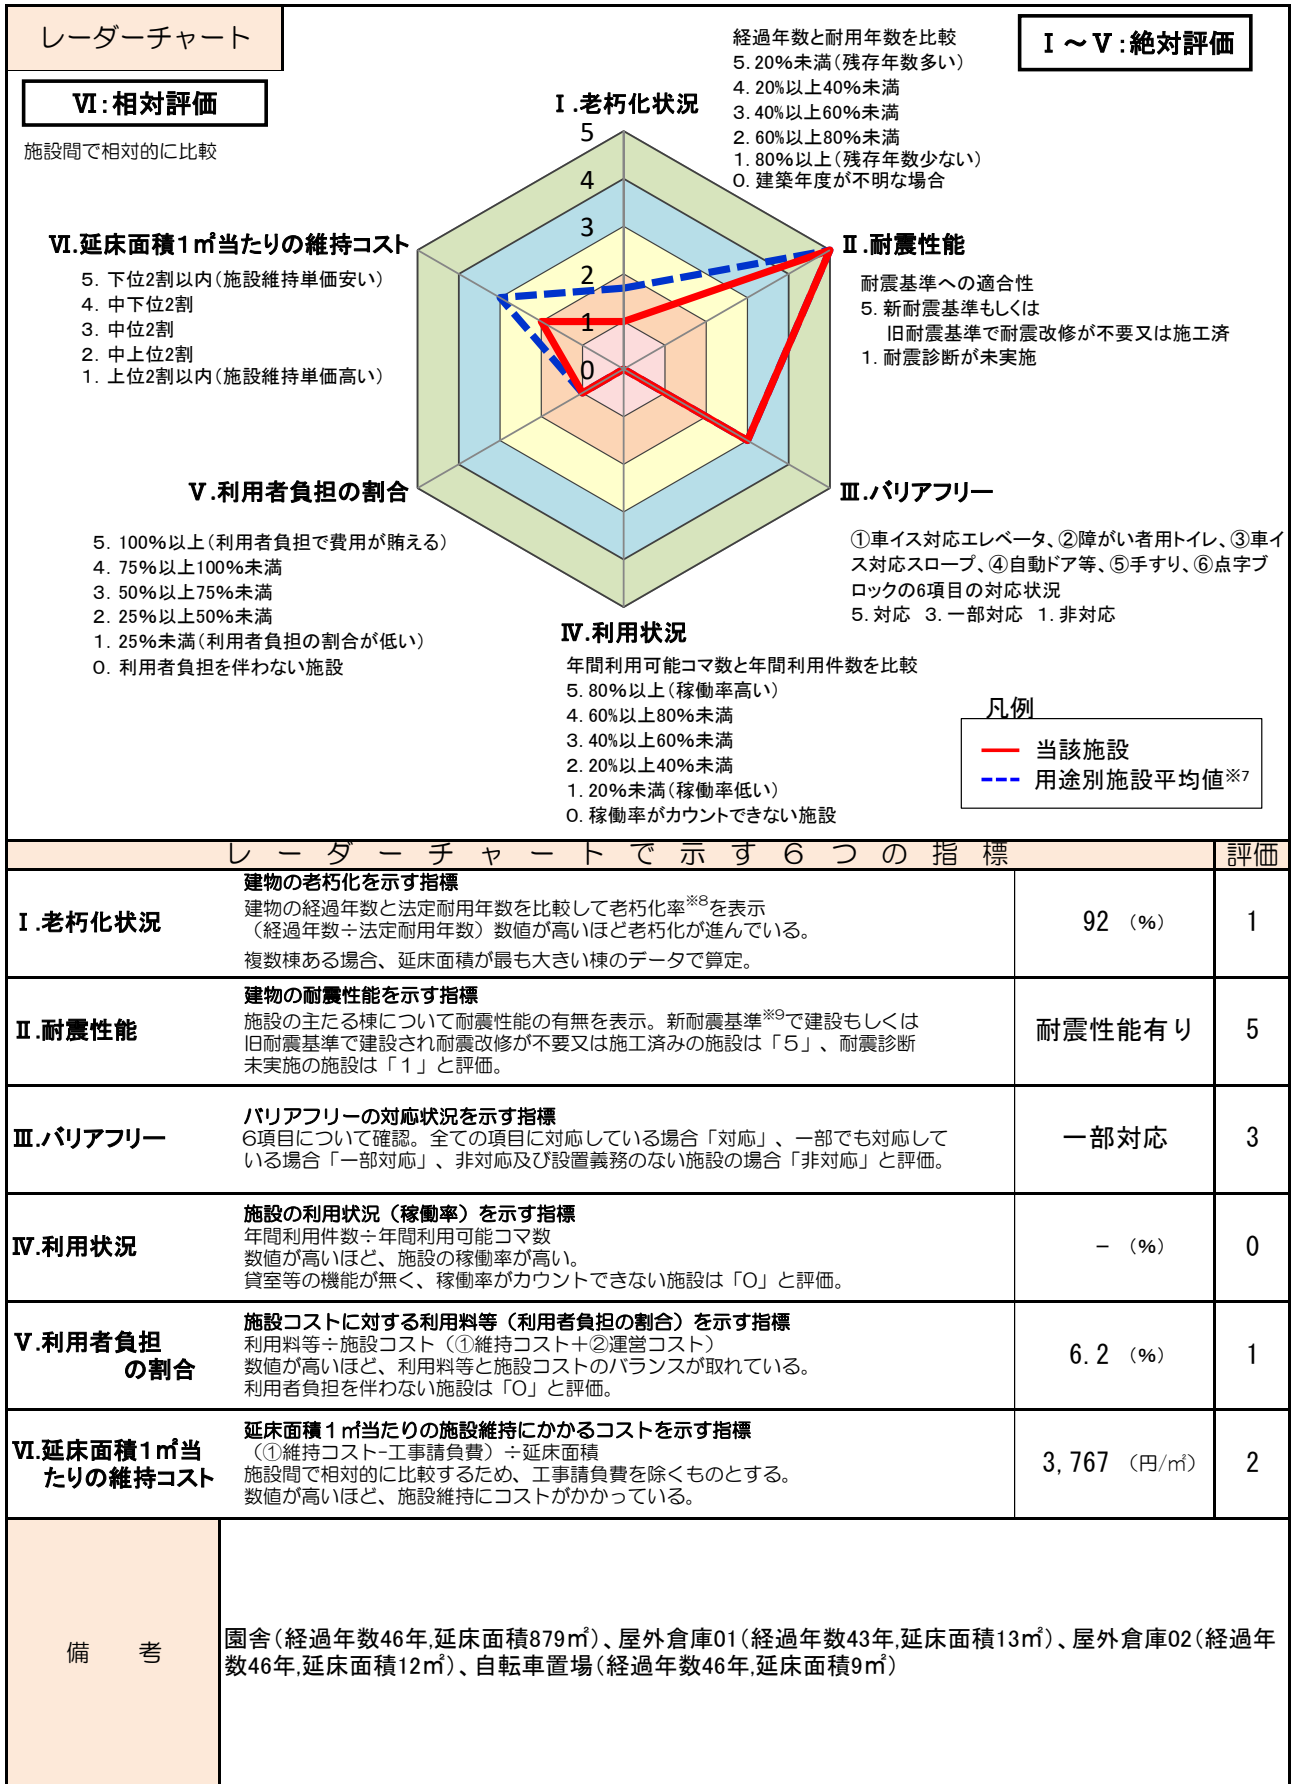 レーダーチャート
Ⅰ～Ⅴ：絶対評価
Ⅵ：相対評価
施設間で相対的に比較
経過年数と耐用年数を比較
5. 20%未満（残存年数多い）
4. 20%以上40%未満
3. 40%以上60%未満
2. 60%以上80%未満
1. 80%以上（残存年数少ない）
0. 建築年度が不明な場合
Ⅰ.老朽化状況
5
4
3
2
1
0
Ⅱ.耐震性能
耐震基準への適合性
5. 新耐震基準もしくは
旧耐震基準で耐震改修が不要又は施工済
1. 耐震診断が未実施
Ⅵ.延床面積1㎡当たりの維持コスト
5. 下位2割以内（施設維持単価安い）
4. 中下位2割
3. 中位2割
2. 中上位2割
1. 上位2割以内（施設維持単価高い）
Ⅴ.利用者負担の割合
5. 100%以上（利用者負担で費用が賄える）
4. 75%以上100%未満
3. 50%以上75%未満
2. 25%以上50%未満
1. 25%未満（利用者負担の割合が低い）
0. 利用者負担を伴わない施設
Ⅲ.バリアフリー
①車イス対応エレベータ、②障がい者用トイレ、③車イ
ス対応スロープ、④自動ドア等、⑤手すり、⑥点字ブ
ロックの6項目の対応状況
5. 対応 3. 一部対応 1. 非対応
Ⅳ.利用状況
年間利用可能コマ数と年間利用件数を比較
5. 80%以上（稼働率高い）
4. 60%以上80%未満
3. 40%以上60%未満
2. 20%以上40%未満
1. 20%未満（稼働率低い）
0. 稼働率がカウントできない施設
凡例
当該施設
用途別施設平均値※7
レーダーチャートで示す6つの指標 評価
Ⅰ.老朽化状況
建物の老朽化を示す指標
建物の経過年数と法定耐用年数を比較して老朽化率※8を表示
（経過年数÷法定耐用年数）数値が高いほど老朽化が進んでいる。
複数棟ある場合、延床面積が最も大きい棟のデータで算定。
92 （%） 1
Ⅱ.耐震性能
建物の耐震性能を示す指標
施設の主たる棟について耐震性能の有無を表示。新耐震基準※9で建設もしくは
旧耐震基準で建設され耐震改修が不要又は施工済みの施設は「5」、耐震診断
未実施の施設は「1」と評価。
耐震性能有り 5
Ⅲ.バリアフリー
バリアフリーの対応状況を示す指標
6項目について確認。全ての項目に対応している場合「対応」、一部でも対応して
いる場合「一部対応」、非対応及び設置義務のない施設の場合「非対応」と評価。
一部対応 3
Ⅳ.利用状況
施設の利用状況（稼働率）を示す指標
年間利用件数÷年間利用可能コマ数
数値が高いほど、施設の稼働率が高い。
貸室等の機能が無く、稼働率がカウントできない施設は「0」と評価。
－ （%） 0
Ⅴ.利用者負担
の割合
施設コストに対する利用料等（利用者負担の割合）を示す指標
利用料等÷施設コスト（①維持コスト＋②運営コスト）
数値が高いほど、利用料等と施設コストのバランスが取れている。
利用者負担を伴わない施設は「0」と評価。
6.2 （%） 1
Ⅵ.延床面積1㎡当
たりの維持コスト
延床面積1㎡当たりの施設維持にかかるコストを示す指標
（①維持コスト-工事請負費）÷延床面積
施設間で相対的に比較するため、工事請負費を除くものとする。
数値が高いほど、施設維持にコストがかかっている。
3,767 （円/㎡） 2
備 考
園舎（経過年数46年,延床面積879㎡）、屋外倉庫01（経過年数43年,延床面積13㎡）、屋外倉庫02（経過年
数46年,延床面積12㎡）、自転車置場（経過年数46年,延床面積9㎡）